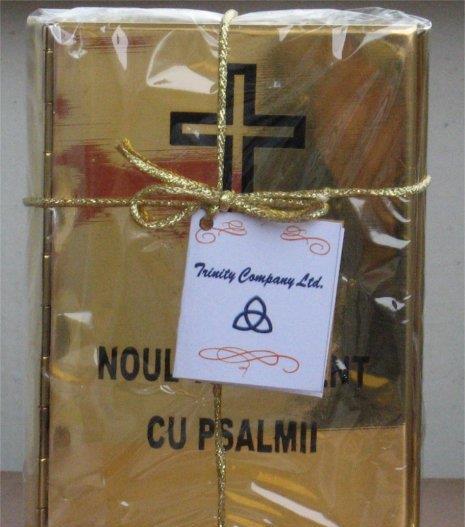 Trinity Company Ltd.
NOUL
CU PSALMII